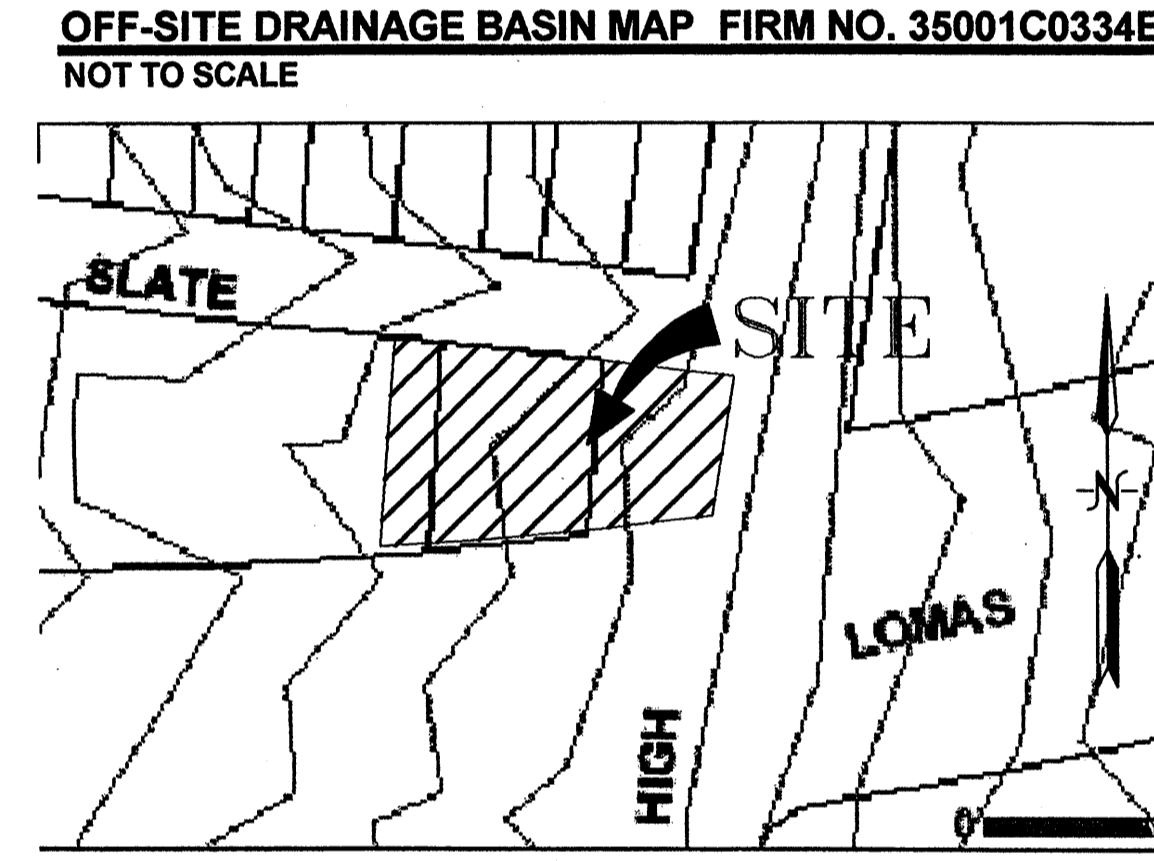 OFF-SITE DRAINAGE BASIN MAP FIRM NO. 35001C0334E
NOT TO SCALE
SLATE
SITE
N
LOMAS
HIGH
0